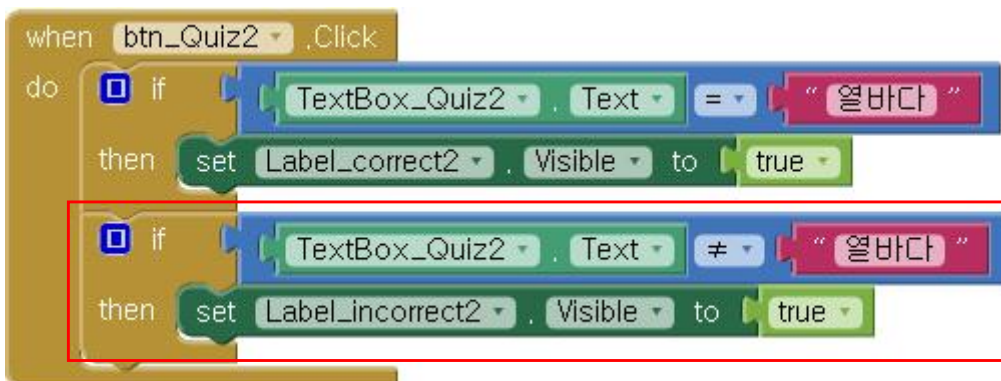 when btn_Quiz2 .Click
do if TextBox_Quiz2 . Text = " 열바다 "
then set Label_correct2 . Visible to true
if TextBox_Quiz2 . Text ≠ " 열바다 "
then set Label_incorrect2 . Visible to true